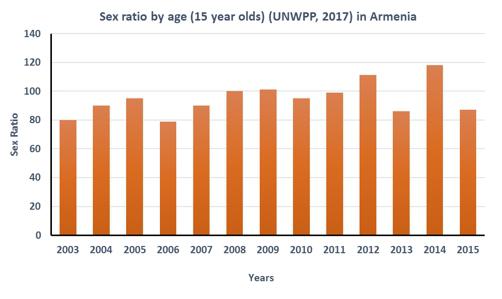 Sex ratio by age (15 year olds) (UNWPP, 2017) in Armenia
140
120
100
80
60
40
20
0
Sex Ratio
2003 2004 2005 2006 2007 2008 2009 2010 2011 2012 2013 2014 2015
Years